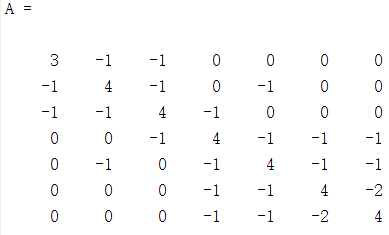 A =
3 -1 -1 0 0 0 0
-1 4 -1 0 -1 0 0
-1 -1 4 -1 0 0 0
0 0 -1 4 -1 -1 -1
0 -1 0 -1 4 -1 -1
0 0 0 -1 -1 4 -2
0 0 0 -1 -1 -2 4